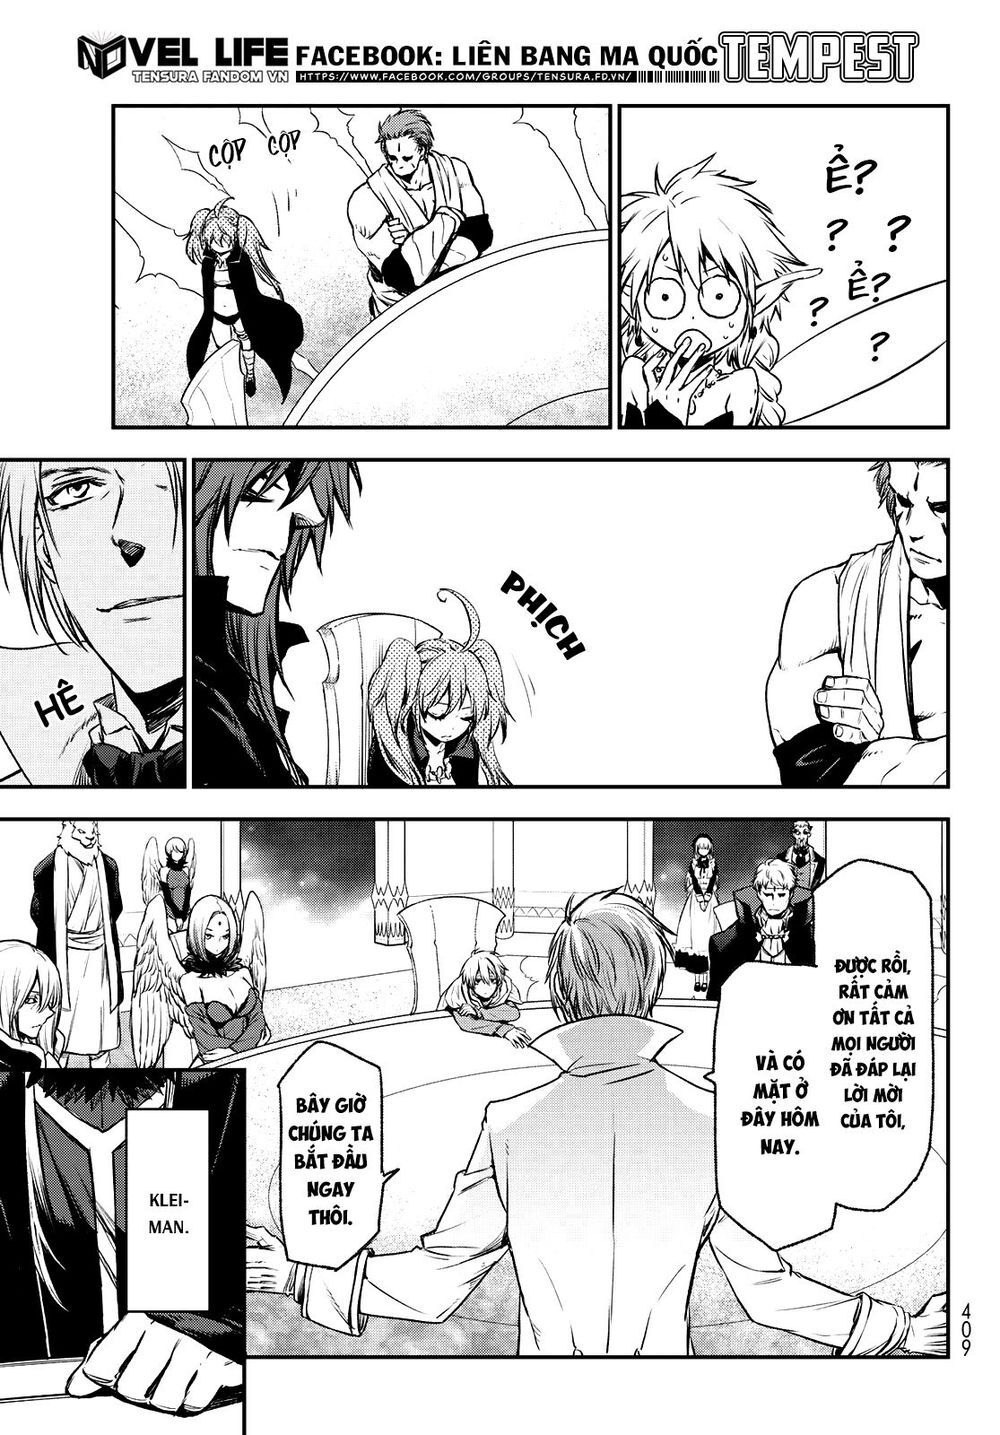 NOVEL LIFE
TENSURA FANDOM VN
FACEBOOK: LIÊN BANG MA QUỐC
HTTPS://WWW.FACEBOOK.COM/GROUPS/TENSURA.FD.VN/
TEMPEST
Ể?
?
?
Ể?
?
?
CỘP
CỘP
PHỊCH
HÊ
ĐƯỢC RỒI,
RẤT CẢM
ƠN TẤT CẢ
MỌI NGƯỜI
ĐÃ ĐÁP LẠI
LỜI MỜI
CỦA TÔI,
VÀ CÓ
MẶT Ở
ĐÂY HÔM
NAY.
BÂY GIỜ
CHÚNG TA
BẮT ĐẦU
NGAY
THÔI.
KLEI-
MAN.
409